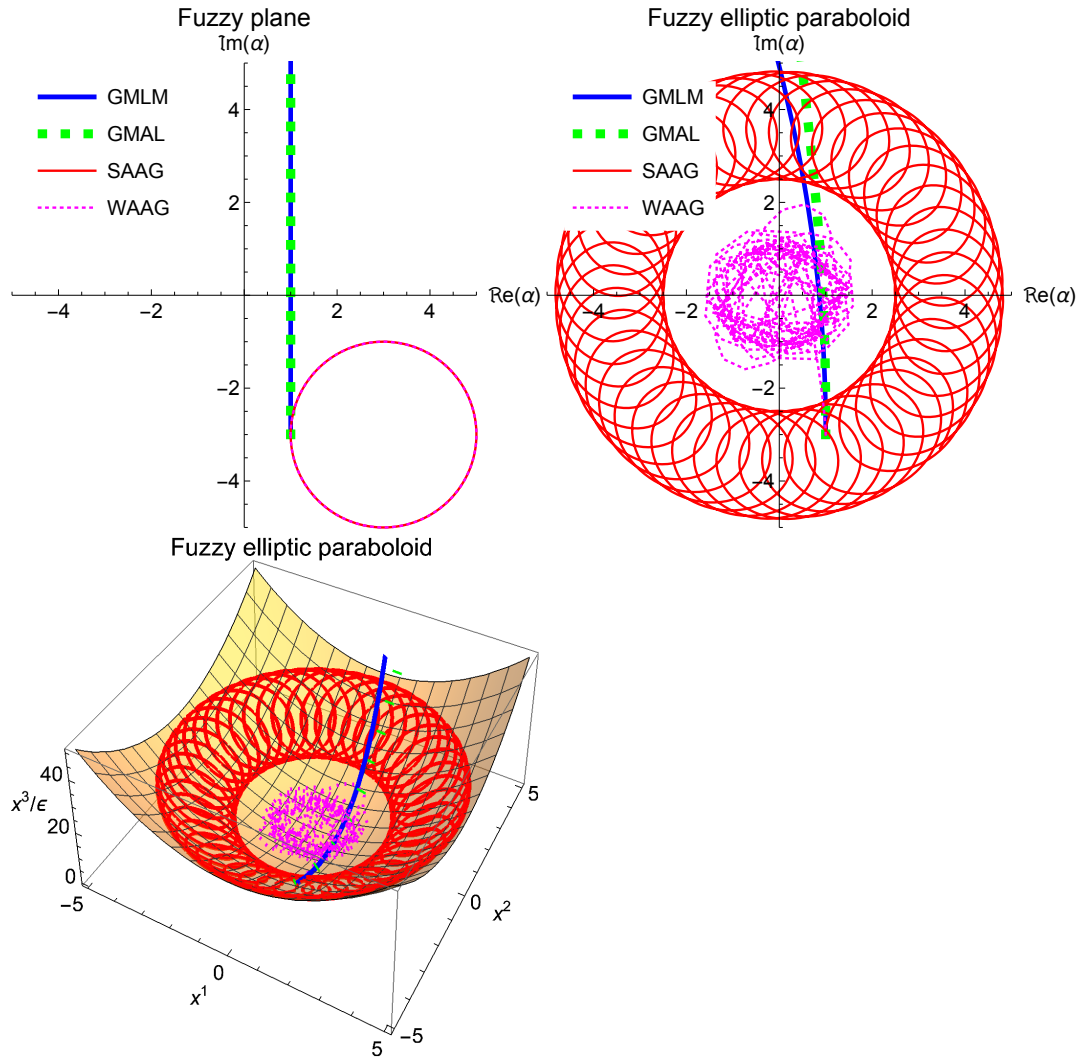 Fuzzy plane
ℑm(α)
GMLM
GMAL
SAAG
WAAG
4
2
−4
−2
2
4
ℜe(α)
−2
−4
Fuzzy elliptic paraboloid
ℑm(α)
GMLM
GMAL
SAAG
WAAG
4
2
−4
−2
2
4
ℜe(α)
−2
−4
Fuzzy elliptic paraboloid
40
x³/ϵ
20
0
−5
0
x¹
5
−5
0
x²
5